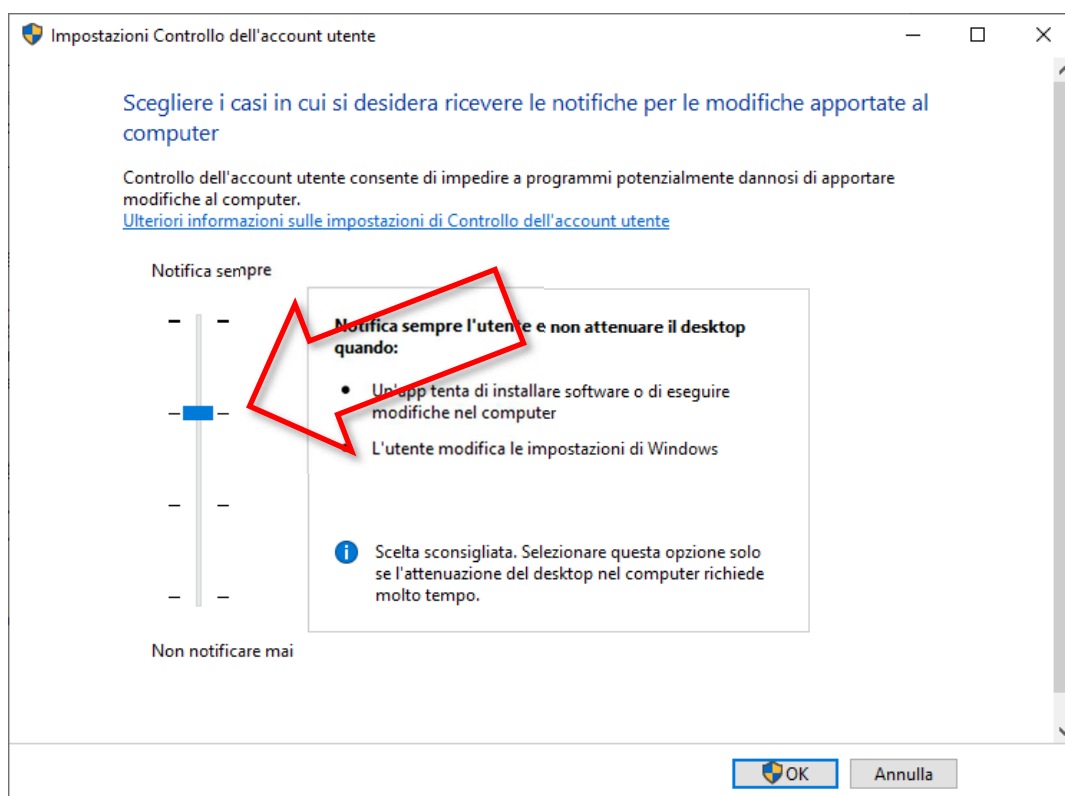 Impostazioni Controllo dell'account utente
Scegliere i casi in cui si desidera ricevere le notifiche per le modifiche apportate al
computer
Controllo dell'account utente consente di impedire a programmi potenzialmente dannosi di apportare
modifiche al computer.
Ulteriori informazioni sulle impostazioni di Controllo dell'account utente
Notifica sempre
Notifica sempre l'utente e non attenuare il desktop
quando:
• Un'app tenta di installare software o di eseguire
modifiche nel computer
• L'utente modifica le impostazioni di Windows
Scelta sconsigliata. Selezionare questa opzione solo
se l'attenuazione del desktop nel computer richiede
molto tempo.
Non notificare mai
OK
Annulla